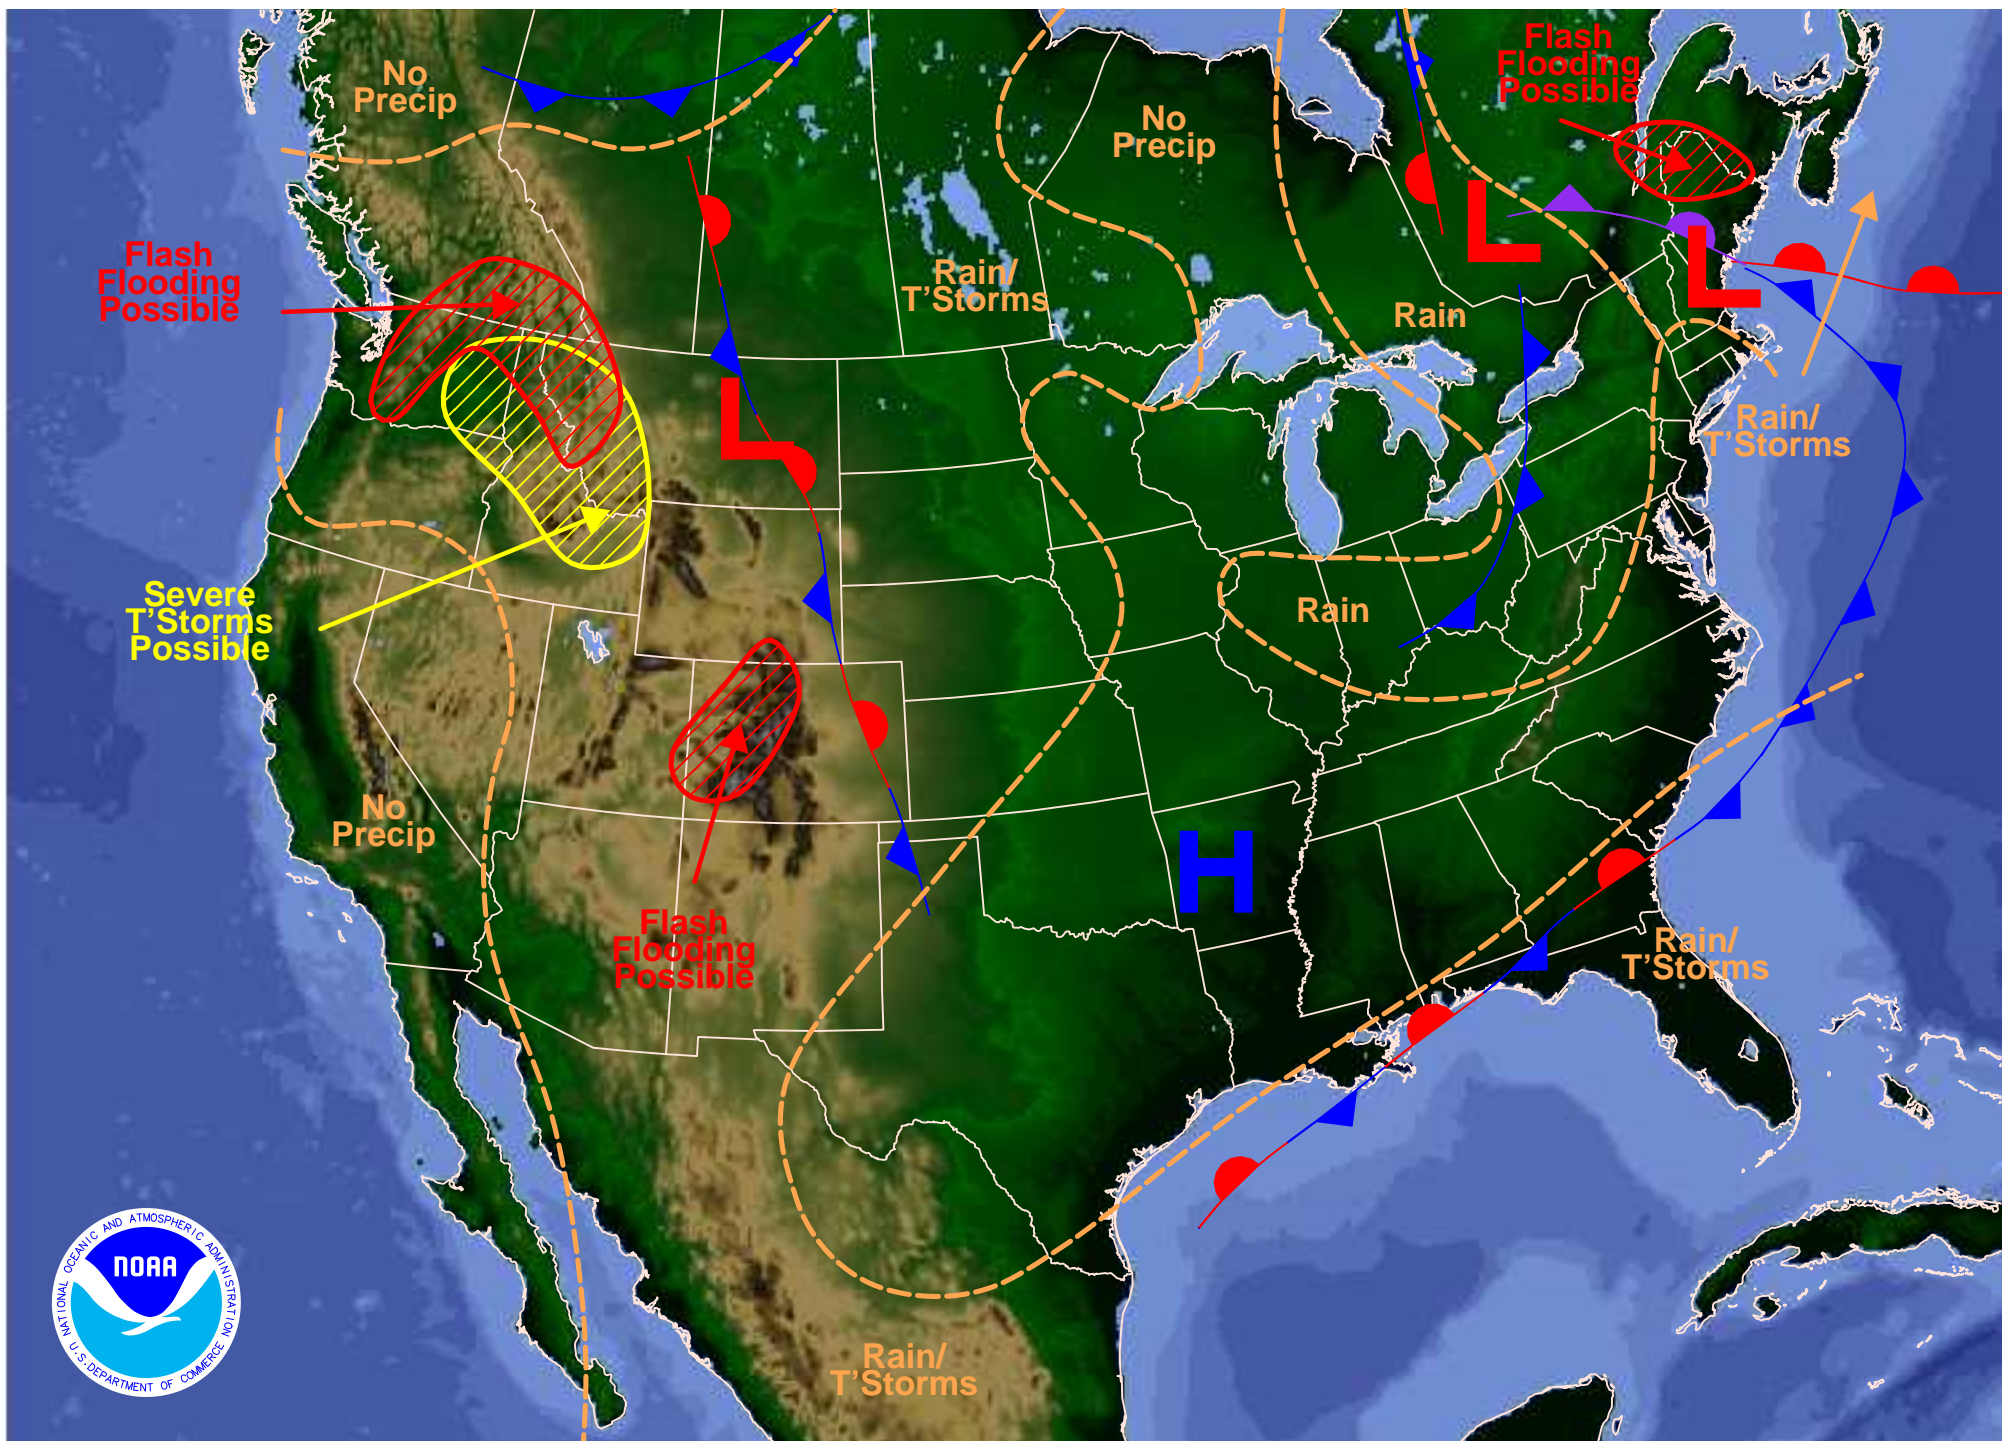 No
Precip
Flash
Flooding
Possible
No
Precip
Flash
Flooding
Possible
Rain/
T'Storms
Rain
Rain/
T'Storms
Severe
T'Storms
Possible
Rain
No
Precip
H
Flash
Flooding
Possible
Rain/
T'Storms
Rain/
T'Storms
L
L
L
NATIONAL OCEANIC AND ATMOSPHERIC ADMINISTRATION
NOAA
U.S. DEPARTMENT OF COMMERCE